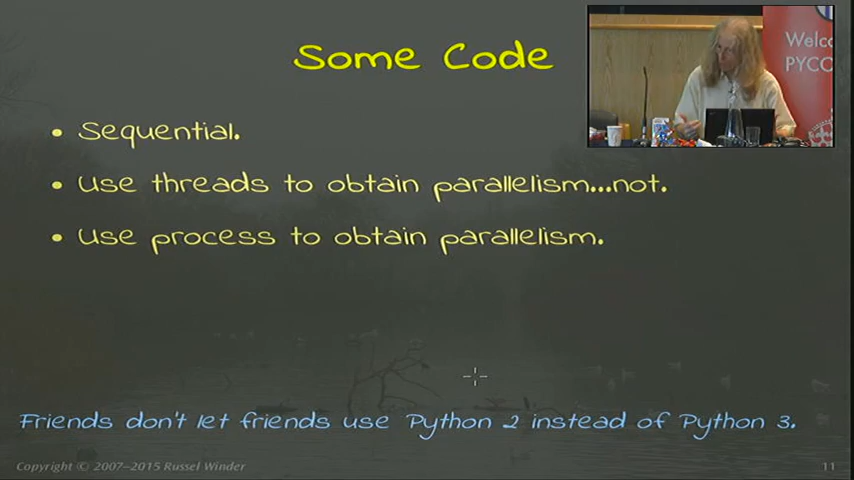 Some Code
• Sequential.
• Use threads to obtain parallelism...not.
• Use process to obtain parallelism.
Friends don't let friends use Python 2 instead of Python 3.
Copyright © 2007–2015 Russel Winder
11